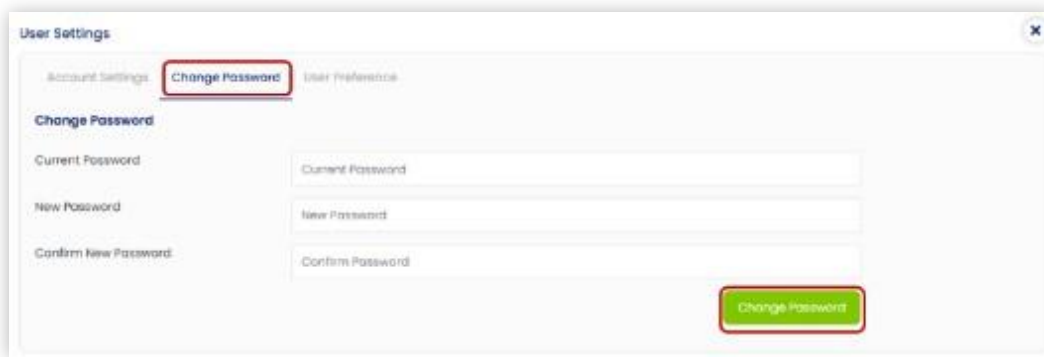 User Settings
Account Settings Change Password User Preference
Change Password
Current Password Current Password
New Password New Password
Confirm New Password Confirm Password
Change Password